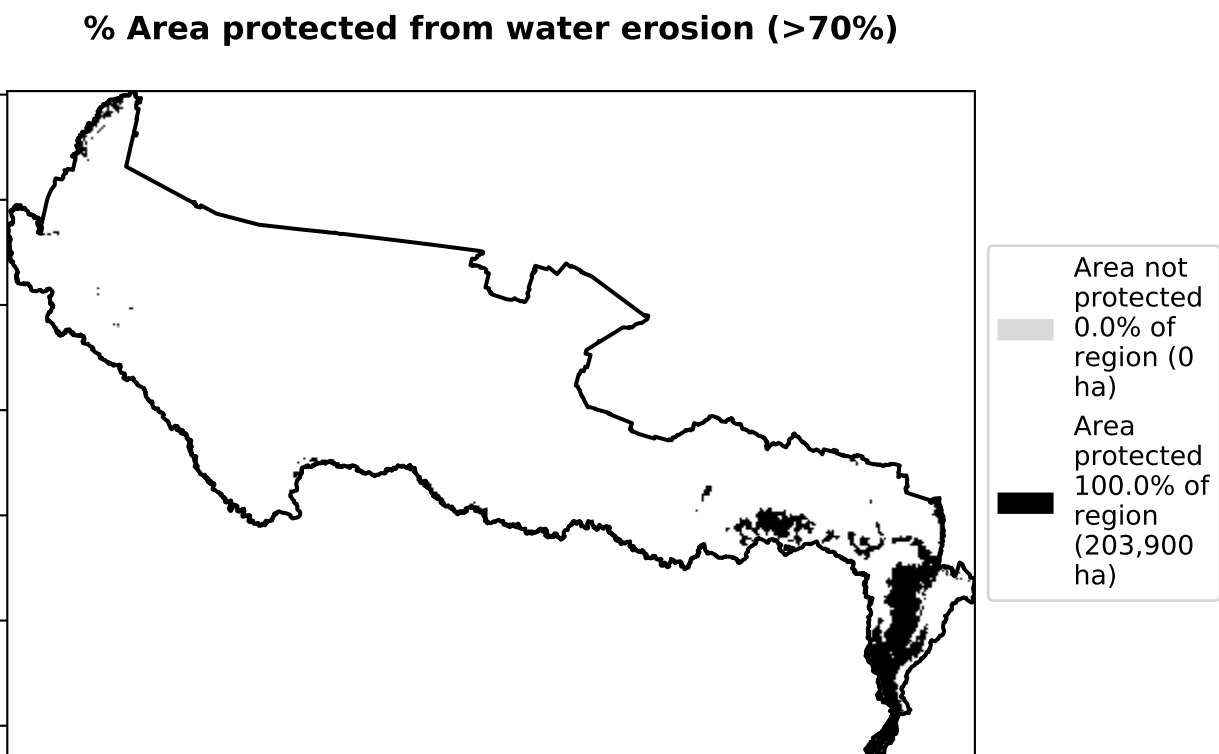 % Area protected from water erosion (>70%)
Area not
protected
0.0% of
region (0
ha)
Area
protected
100.0% of
region
(203,900
ha)